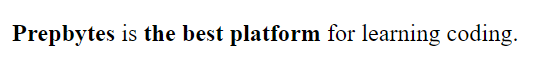 Prepbytes is the best platform for learning coding.